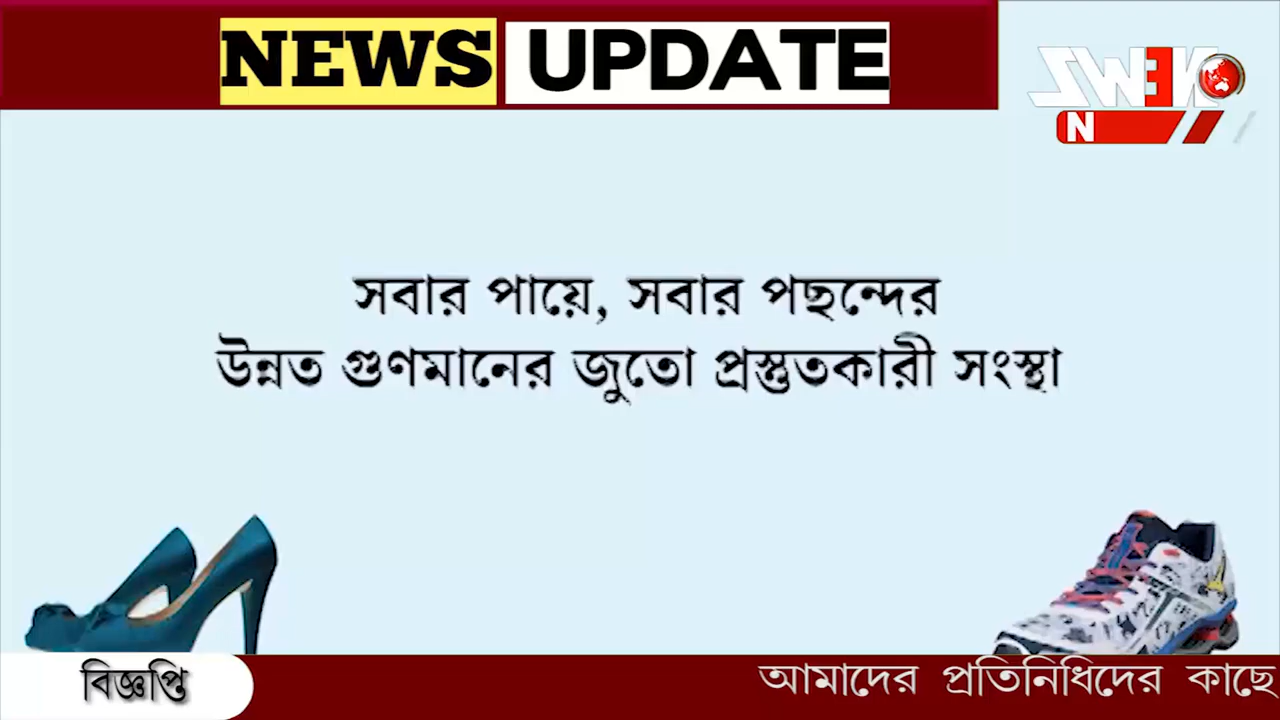 NEWS UPDATE
N
সবার পায়ে, সবার পছন্দের
উন্নত গুণমানের জুতো প্রস্তুতকারী সংস্থা
বিজ্ঞপ্তি
আমাদের প্রতিনিধিদের কাছে